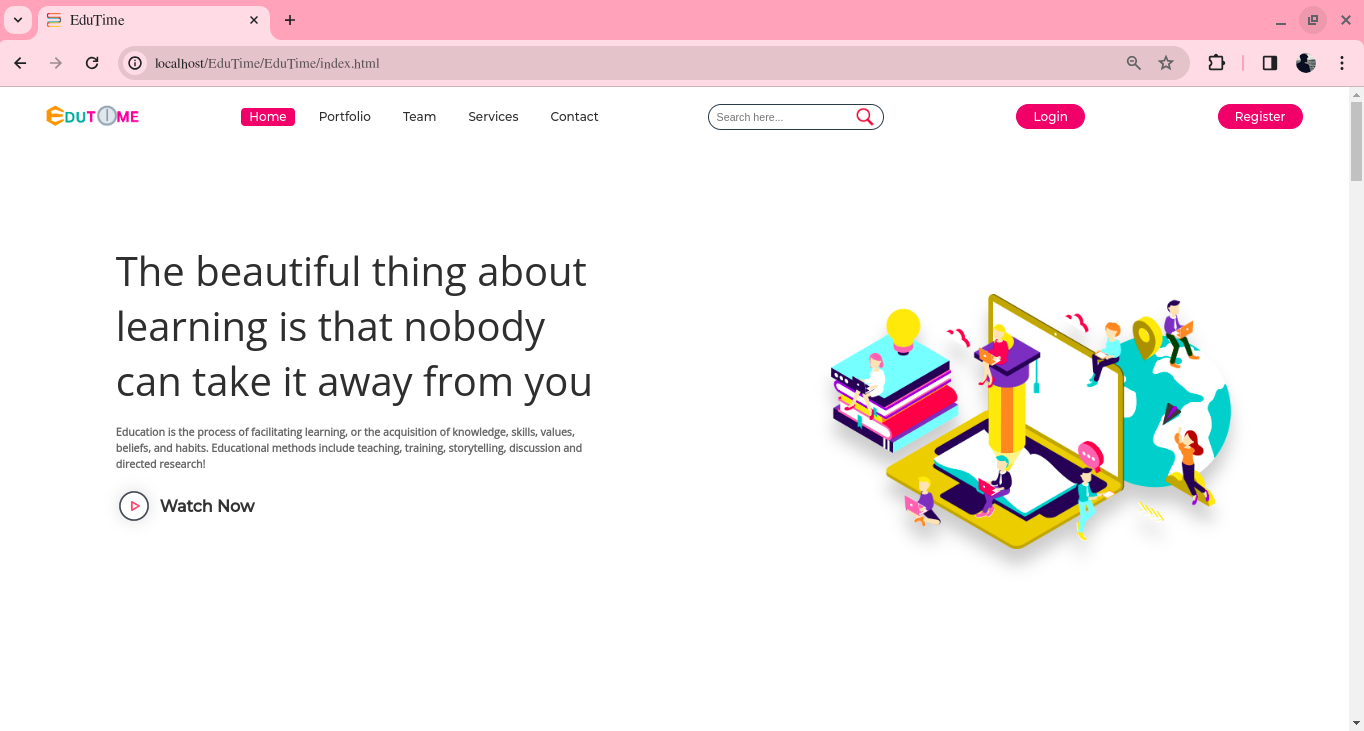 EduTime
localhost/EduTime/EduTime/index.html
EDUTIME
Home
Portfolio
Team
Services
Contact
Search here...
Login
Register
The beautiful thing about
learning is that nobody
can take it away from you
Education is the process of facilitating learning, or the acquisition of knowledge, skills, values,
beliefs, and habits. Educational methods include teaching, training, storytelling, discussion and
directed research!
Watch Now